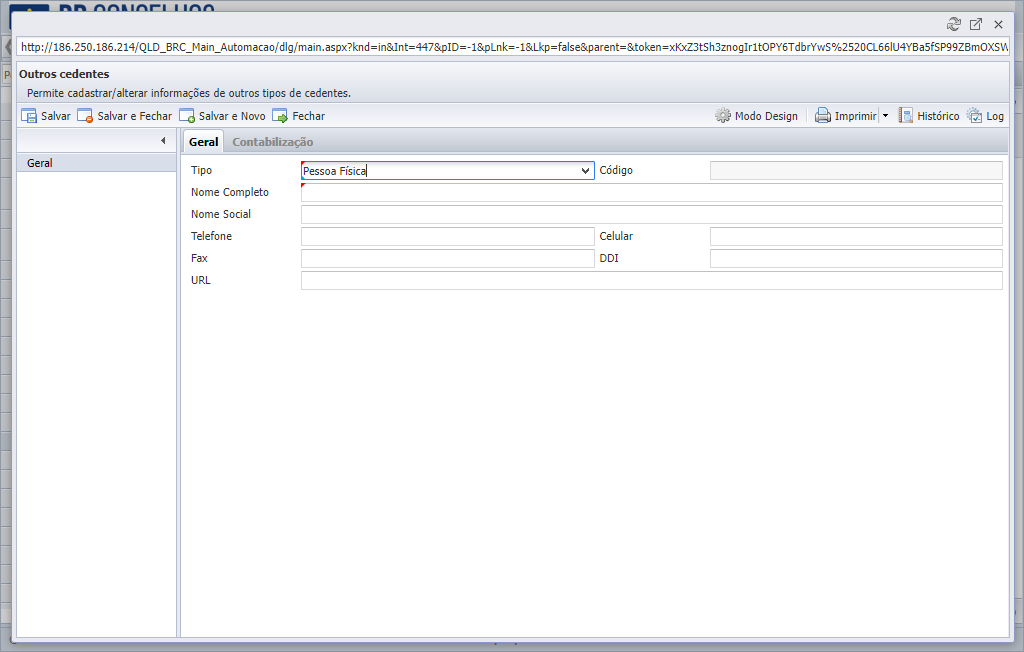 BR CONSELHOS
http://186.250.186.214/QLD_BRC_Main_Automacao/dlg/main.aspx?knd=in&Int=447&pID=-1&pLnk=-1&Lkp=false&parent=&token=xKxZ3tSh3znogIr1tOPY6TdbrYwS%2520CL66lU4YBa5fSP99ZBmOXSW
Outros cedentes
Permite cadastrar/alterar informações de outros tipos de cedentes.
Salvar Salvar e Fechar Salvar e Novo Fechar Modo Design Imprimir Histórico Log
Geral Contabilização
Geral
Tipo Pessoa Física Código
Nome Completo
Nome Social
Telefone Celular
Fax DDI
URL